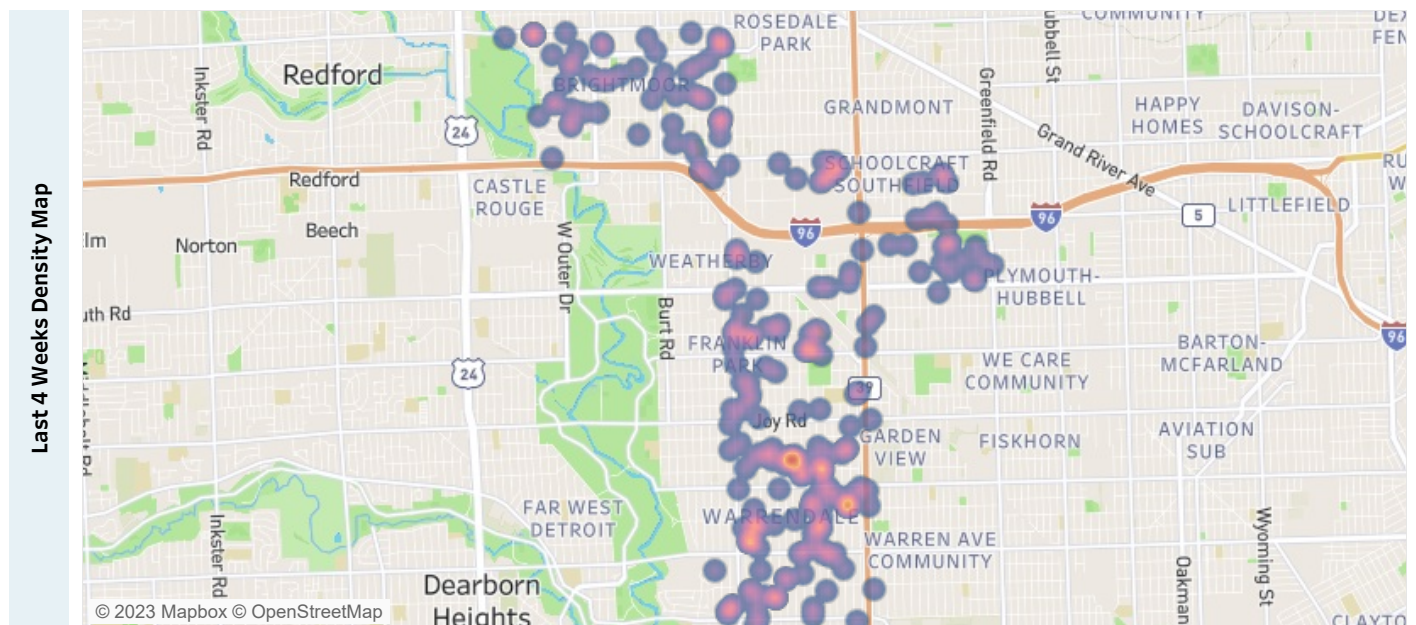 Last 4 Weeks Density Map
COMMUNITY
ROSEDALE
PARK
Redford
Inkster Rd
BRIGHTMOOR
24
GRANDMONT
Greenfield Rd
HAPPY
HOMES
DAVISON-
SCHOOLCRAFT
Grand River Ave
Redford
CASTLE
ROUGE
SCHOOLCRAFT
SOUTHFIELD
LITTLEFIELD
5
96
96
Norton
Beech
W Outer Dr
WEATHERBY
PLYMOUTH-
HUBBELL
Burt Rd
FRANKLIN
PARK
96
BARTON-
MCFARLAND
WE CARE
COMMUNITY
24
39
Joy Rd
GARDEN
VIEW
FISKHORN
AVIATION
SUB
FAR WEST
DETROIT
WARRENDALE
Inkster Rd
WARREN AVE
COMMUNITY
Wyoming St
Oakman
Dearborn
Heights
© 2023 Mapbox © OpenStreetMap